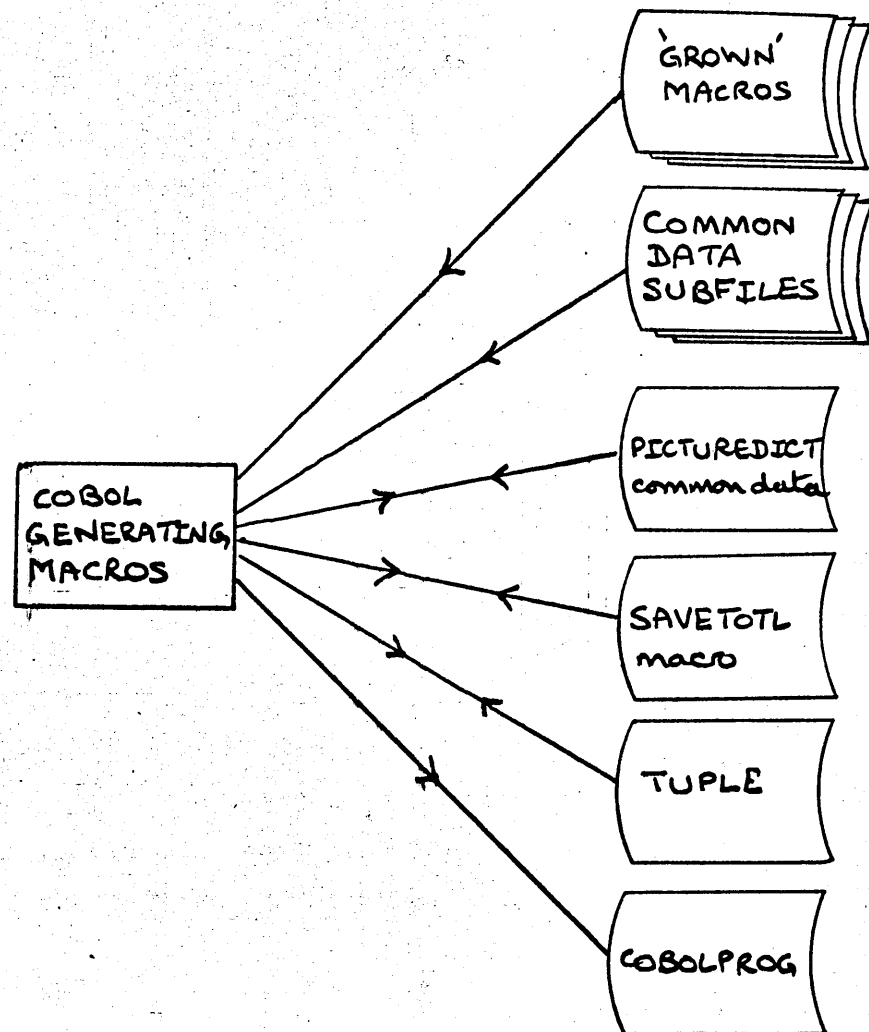 'GROWN'
MACROS
COMMON
DATA
SUBFILES
PICTUREDICT
common data
COBOL
GENERATING
MACROS
SAVETOTL
macro
TUPLE
COBOLPROG